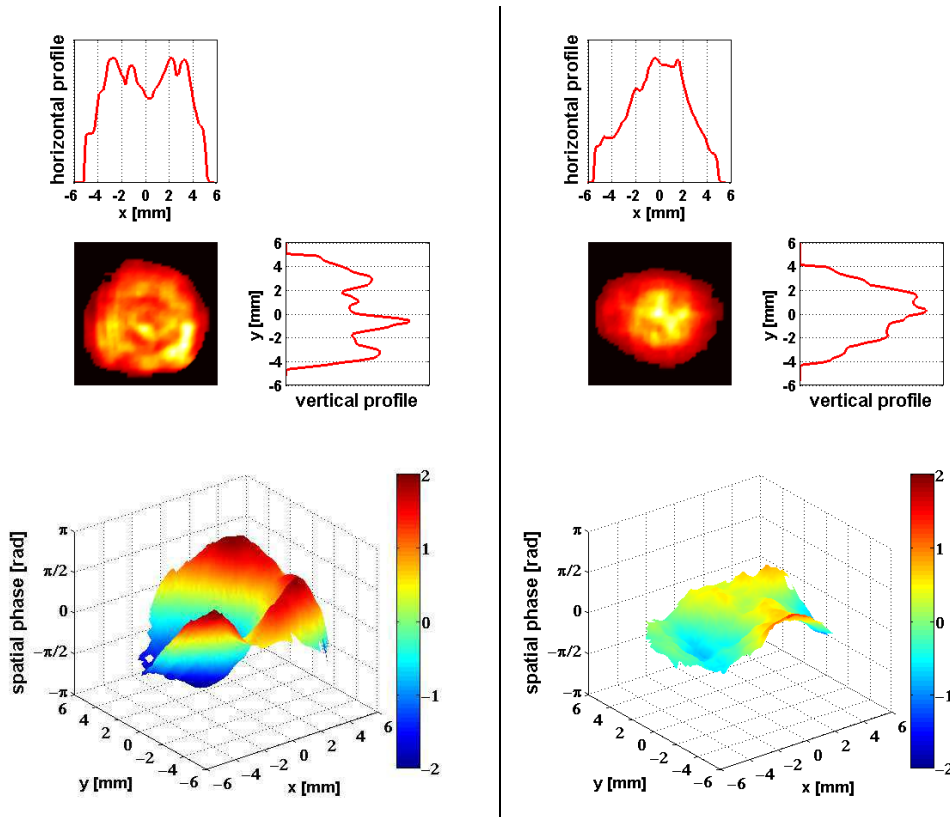 horizontal profile
-6 -4 -2 0 2 4 6
x [mm]
6
4
2
0
-2
-4
-6
y [mm]
vertical profile
spatial phase [rad]
π
π/2
0
−π/2
−π
6
4
2
0
−2
−4
−6
y [mm]
−6
−4
−2
0
2
4
6
x [mm]
2
1
0
−1
−2
horizontal profile
-6 -4 -2 0 2 4 6
x [mm]
6
4
2
0
-2
-4
-6
y [mm]
vertical profile
spatial phase [rad]
π
π/2
0
−π/2
−π
6
4
2
0
−2
−4
−6
y [mm]
−6
−4
−2
0
2
4
6
x [mm]
2
1
0
−1
−2